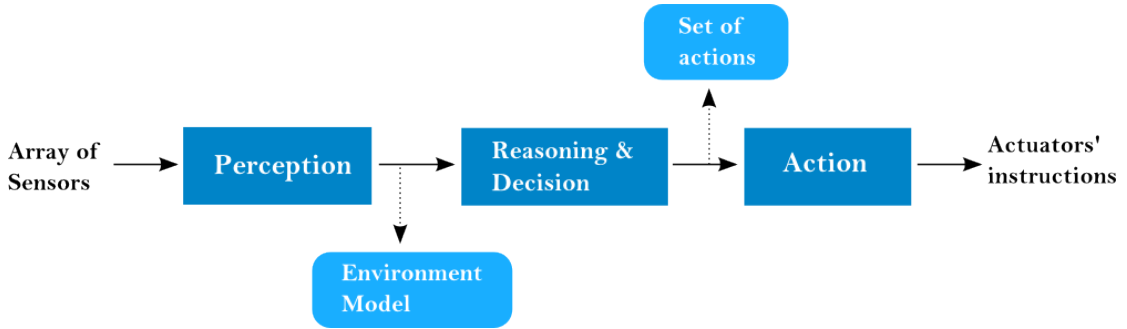 Set of
actions
Array of
Sensors
Perception
Reasoning &
Decision
Action
Actuators'
instructions
Environment
Model